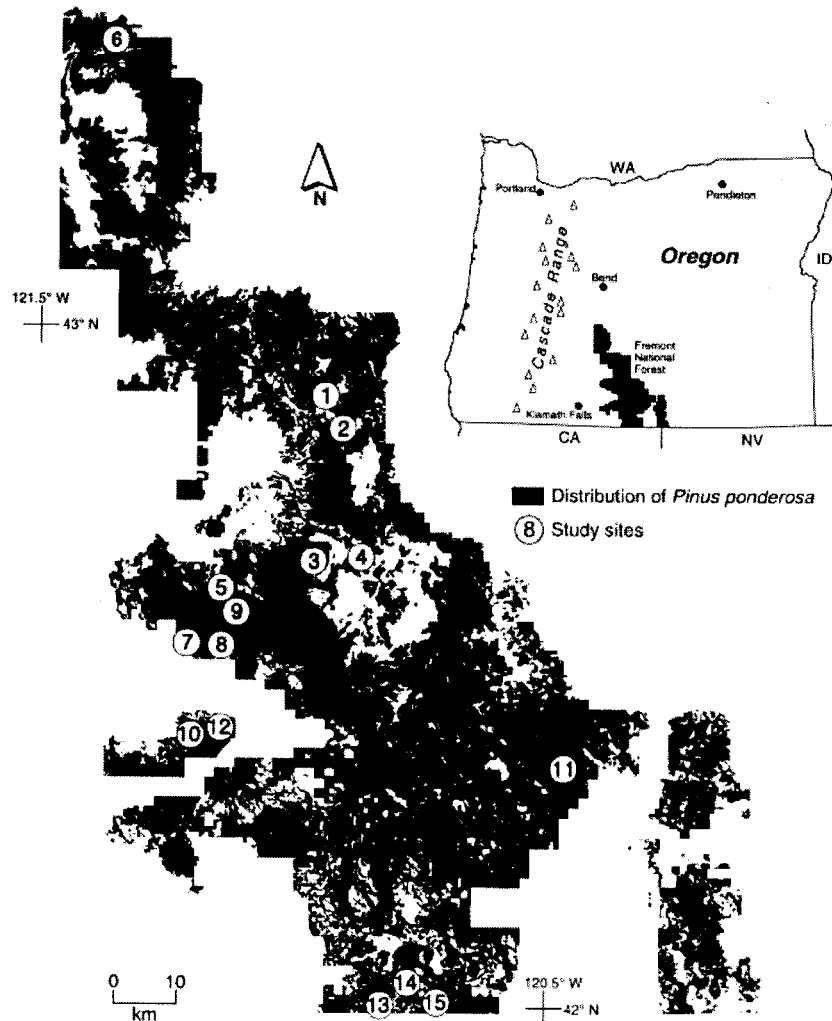 6
N
121.5° W
43° N
1
2
3
4
5
9
7
8
10
12
11
14
13
15
0 10
km
120.5° W
42° N
WA
Portland
Pendleton
Oregon
ID
Cascade Range
Bend
Fremont
National
Forest
Klamath Falls
CA
NV
Distribution of Pinus ponderosa
8 Study sites